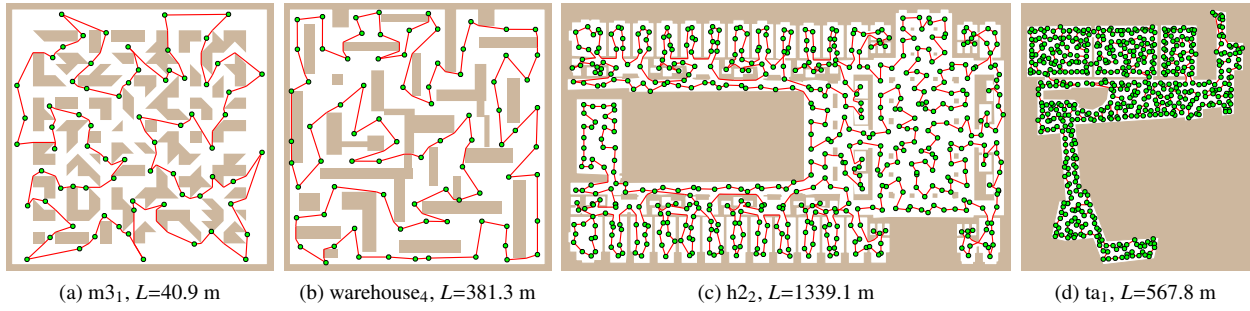 (a) m3₁, L=40.9 m
(b) warehouse₄, L=381.3 m
(c) h2₂, L=1339.1 m
(d) ta₁, L=567.8 m